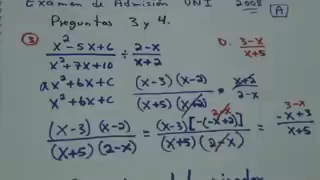 Examen de Admisión UNI 2008 A
Preguntas 3 y 4.
3 x²-5x+6 / x²+7x+10 ÷ 2-x / x+2 D. 3-x / x+5
ax²+bx+c
x²+bx+c (x-3)(x-2) / (x+5)(x+2) = x+2 / 2-x
(x-3)(x-2) / (x+5)(2-x) = (x-3)[-(-x+2)] / (x+5)(2-x) = -x+3 / x+5
2-x
3-x